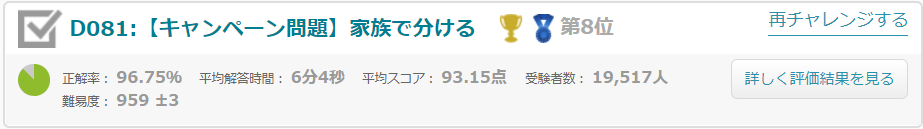 D081:【キャンペーン問題】家族で分ける 第8位 再チャレンジする
正解率： 96.75% 平均解答時間： 6分4秒 平均スコア： 93.15点 受験者数： 19,517人 詳しく評価結果を見る
難易度： 959 ±3